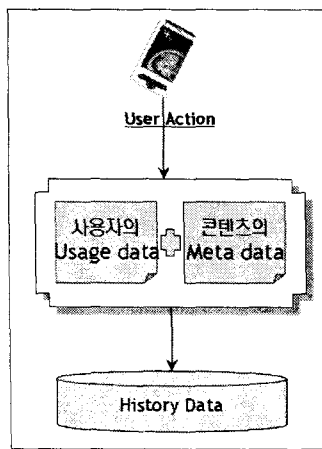 User Action
사용자의
Usage data
콘텐츠의
Meta data
History Data